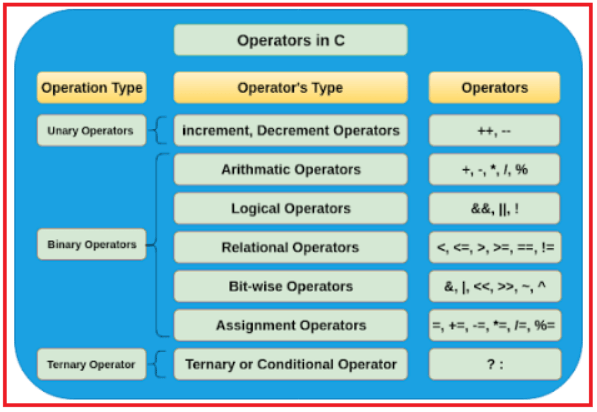 Operators in C
Operation Type Operator's Type Operators
Unary Operators increment, Decrement Operators ++, --
Arithmatic Operators +, -, *, /, %
Logical Operators &&, ||, !
Binary Operators Relational Operators <, <=, >, >=, ==, !=
Bit-wise Operators &, |, <<, >>, ~, ^
Assignment Operators =, +=, -=, *=, /=, %=
Ternary Operator Ternary or Conditional Operator ? :